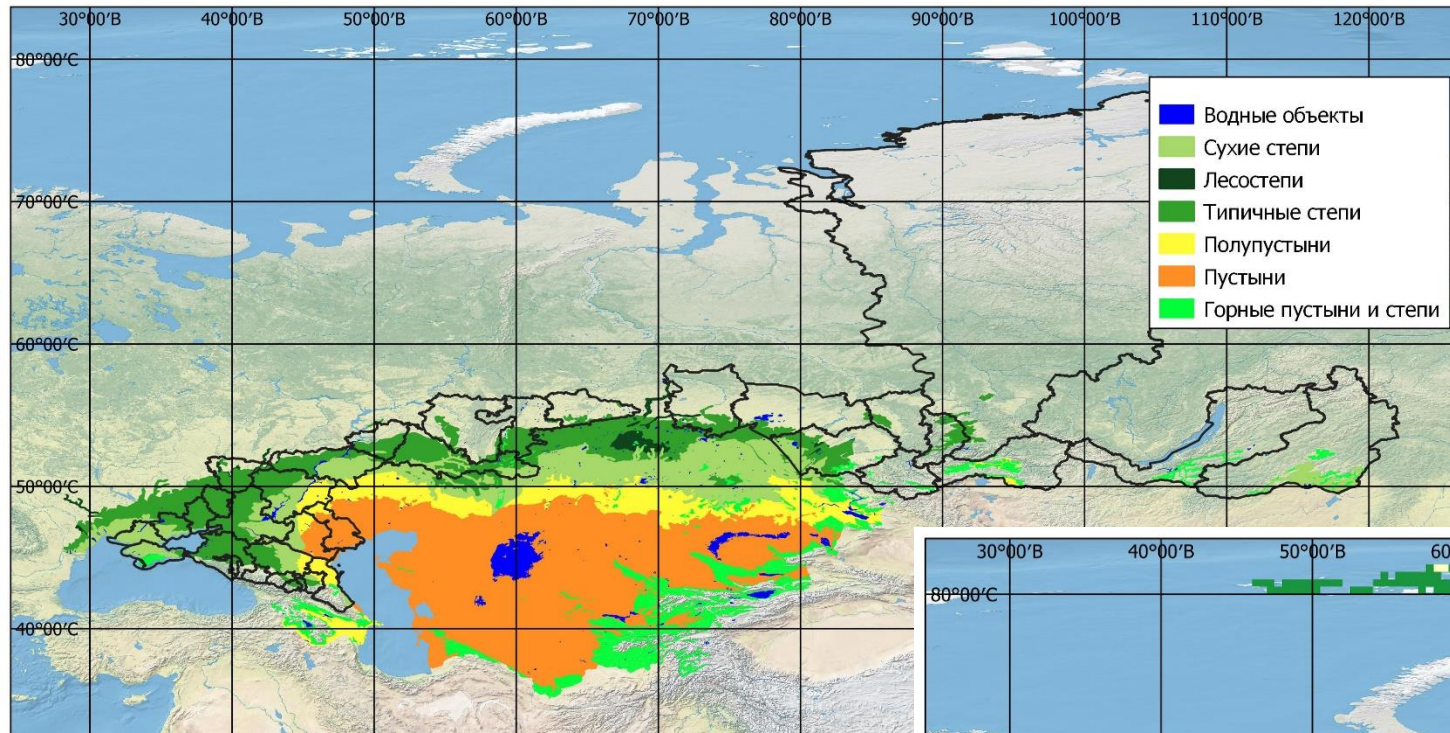 30°00′В 40°00′В 50°00′В 60°00′В 70°00′В 80°00′В 90°00′В 100°00′В 110°00′В 120°00′В
80°00′С
70°00′С
60°00′С
50°00′С
40°00′С
Водные объекты
Сухие степи
Лесостепи
Типичные степи
Полупустыни
Пустыни
Горные пустыни и степи
30°00′В 40°00′В 50°00′В 60
80°00′С